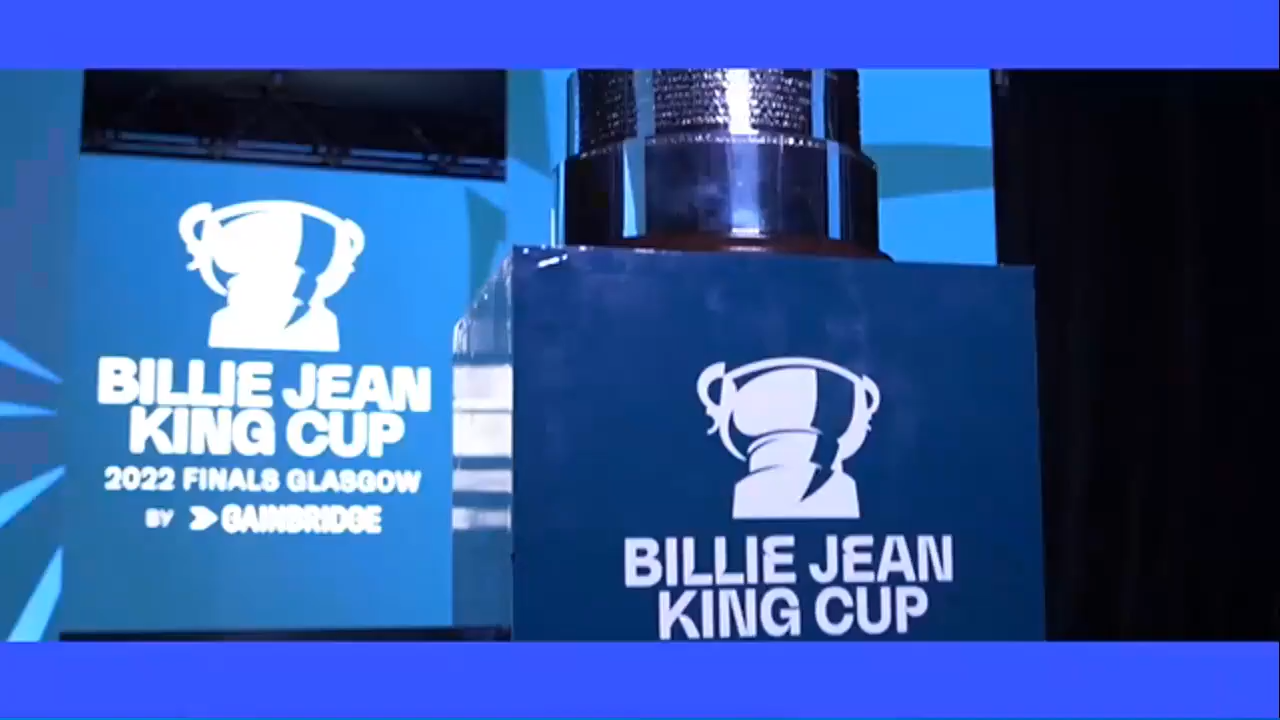 BILLIE JEAN
KING CUP
2022 FINALS GLASGOW
BY GAINBRIDGE
BILLIE JEAN
KING CUP